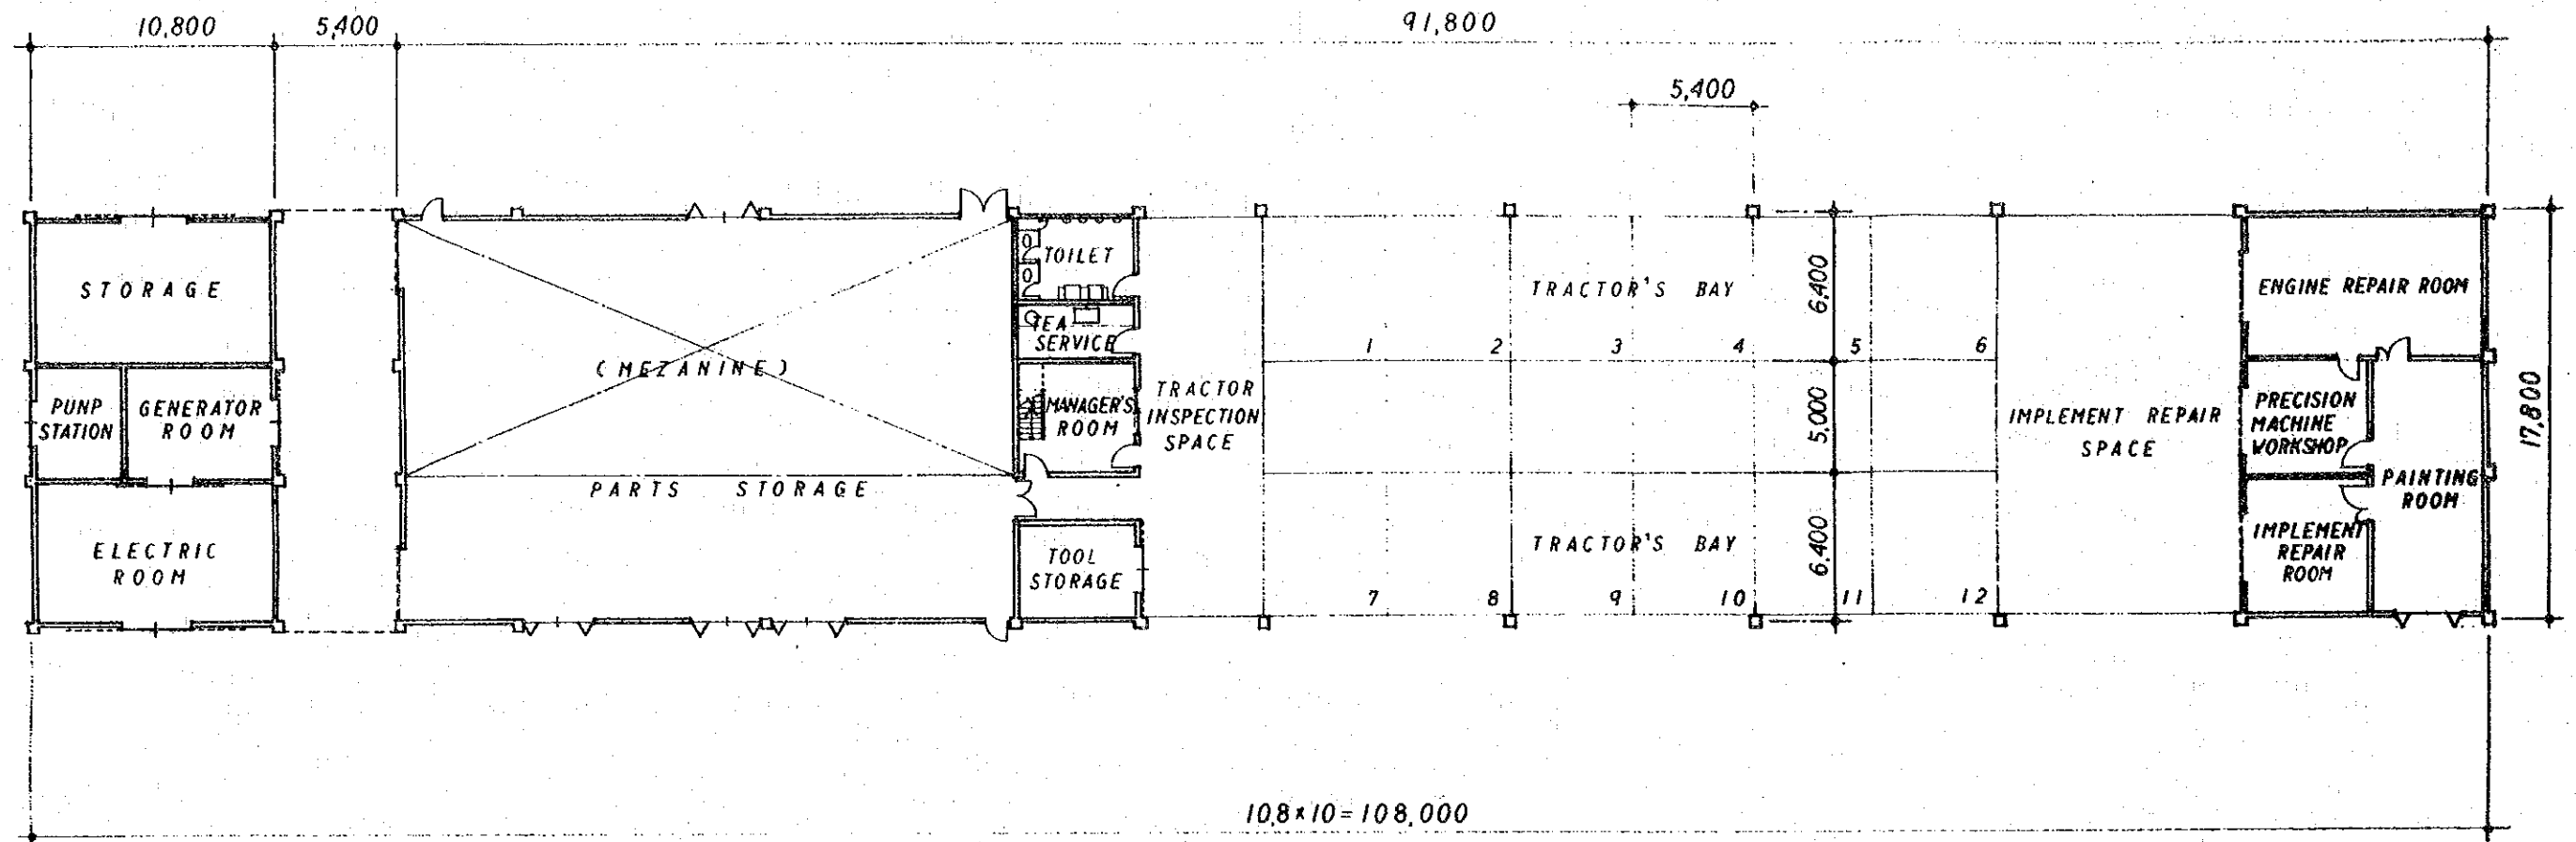 10,800
5,400
91,800
5,400
STORAGE
PUNP
STATION
GENERATOR
ROOM
ELECTRIC
ROOM
(MEZANINE)
PARTS STORAGE
TOILET
TEA
SERVICE
MANAGER'S
ROOM
TOOL
STORAGE
TRACTOR
INSPECTION
SPACE
TRACTOR'S BAY
1 2 3 4 5 6
6,400
5,000
6,400
TRACTOR'S BAY
7 8 9 10 11 12
IMPLEMENT REPAIR
SPACE
ENGINE REPAIR ROOM
PRECISION
MACHINE
WORKSHOP
PAINTING
ROOM
IMPLEMENT
REPAIR
ROOM
17,800
10,8×10=108,000